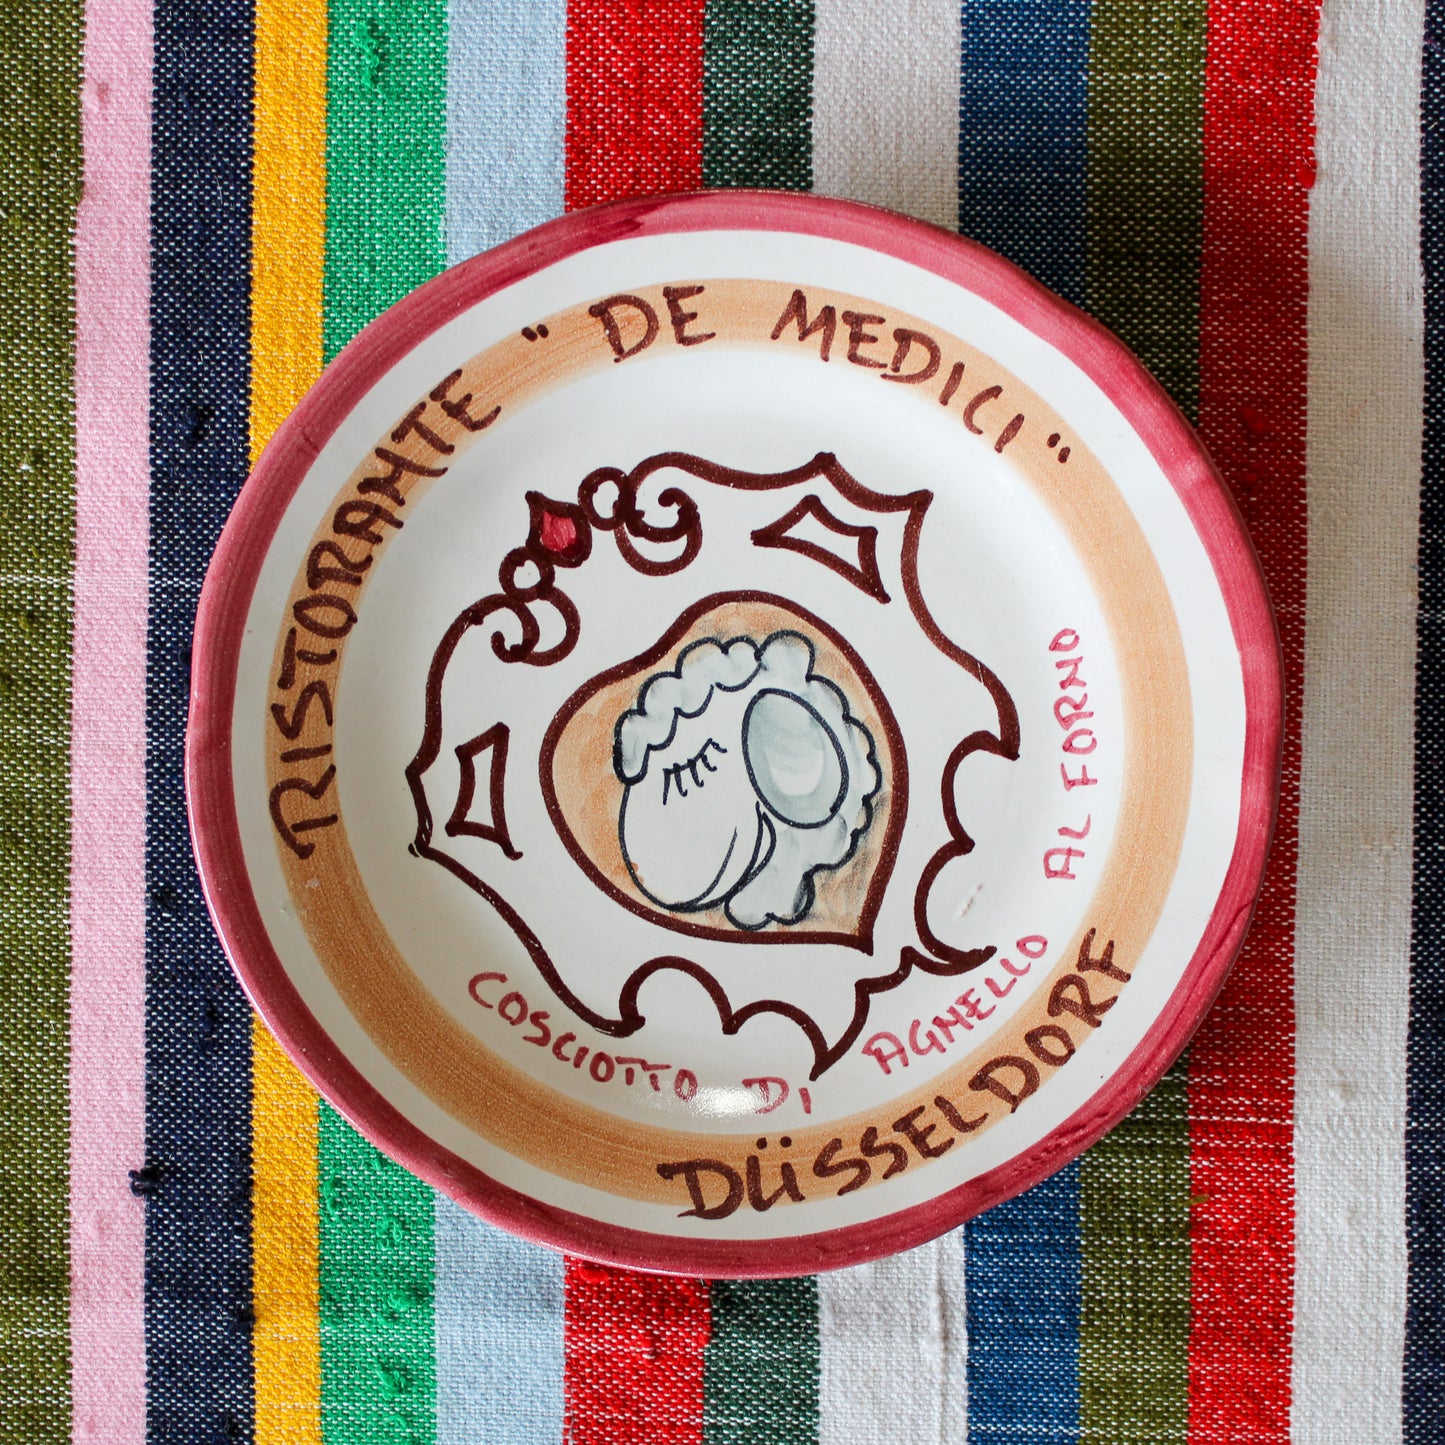 RISTORANTE "DE MEDICI"
DÜSSELDORF
COSCIOTTO DI AGNELLO AL FORNO